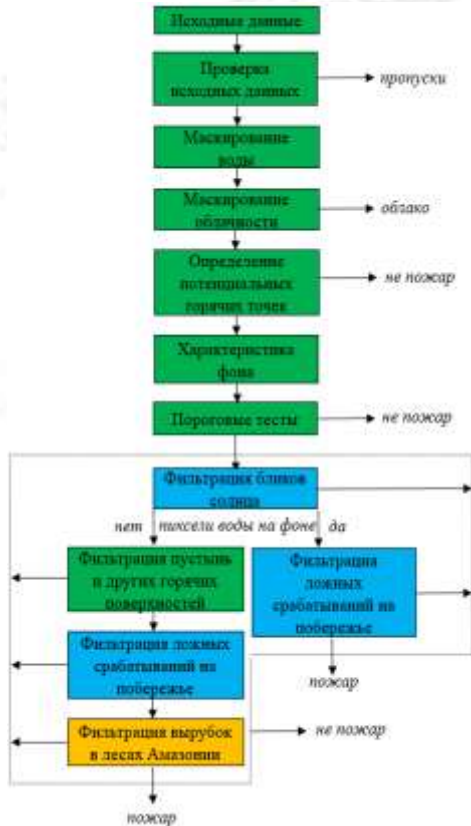 Исходные данные
Проверка
исходных данных
пропуски
Маскирование
воды
Маскирование
облачности
облако
Определение
потенциальных
горячих точек
не пожар
Характеристика
фона
Пороговые тесты
не пожар
Фильтрация бликов
солнца
нет пиксели воды на фоне да
Фильтрация пустынь
и других горячих
поверхностей
Фильтрация
ложных
срабатываний на
побережье
Фильтрация ложных
срабатываний на
побережье
пожар
Фильтрация вырубок
в лесах Амазонии
не пожар
пожар